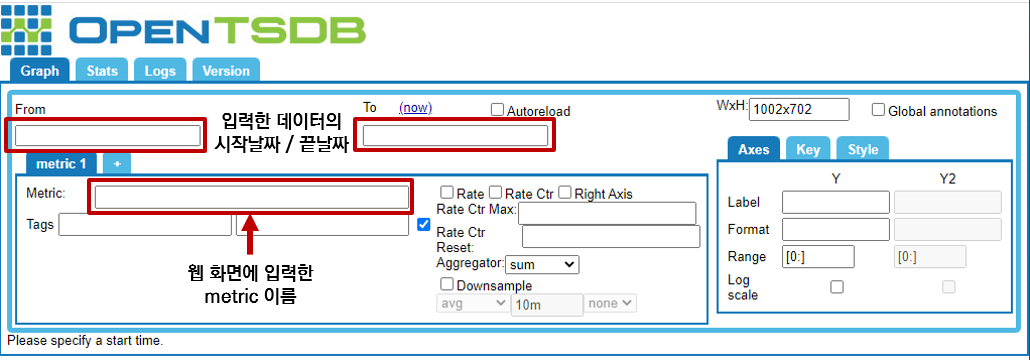 OPENTSDB
Graph Stats Logs Version
From To (now) Autoreload WxH: 1002x702 Global annotations
입력한 데이터의
시작날짜 / 끝날짜
metric 1 +
Metric:
Tags
웹 화면에 입력한
metric 이름
Rate Rate Ctr Right Axis
Rate Ctr Max:
Rate Ctr
Reset:
Aggregator: sum
Downsample
avg 10m none
Axes Key Style
Y Y2
Label
Format
Range [0:] [0:]
Log
scale
Please specify a start time.